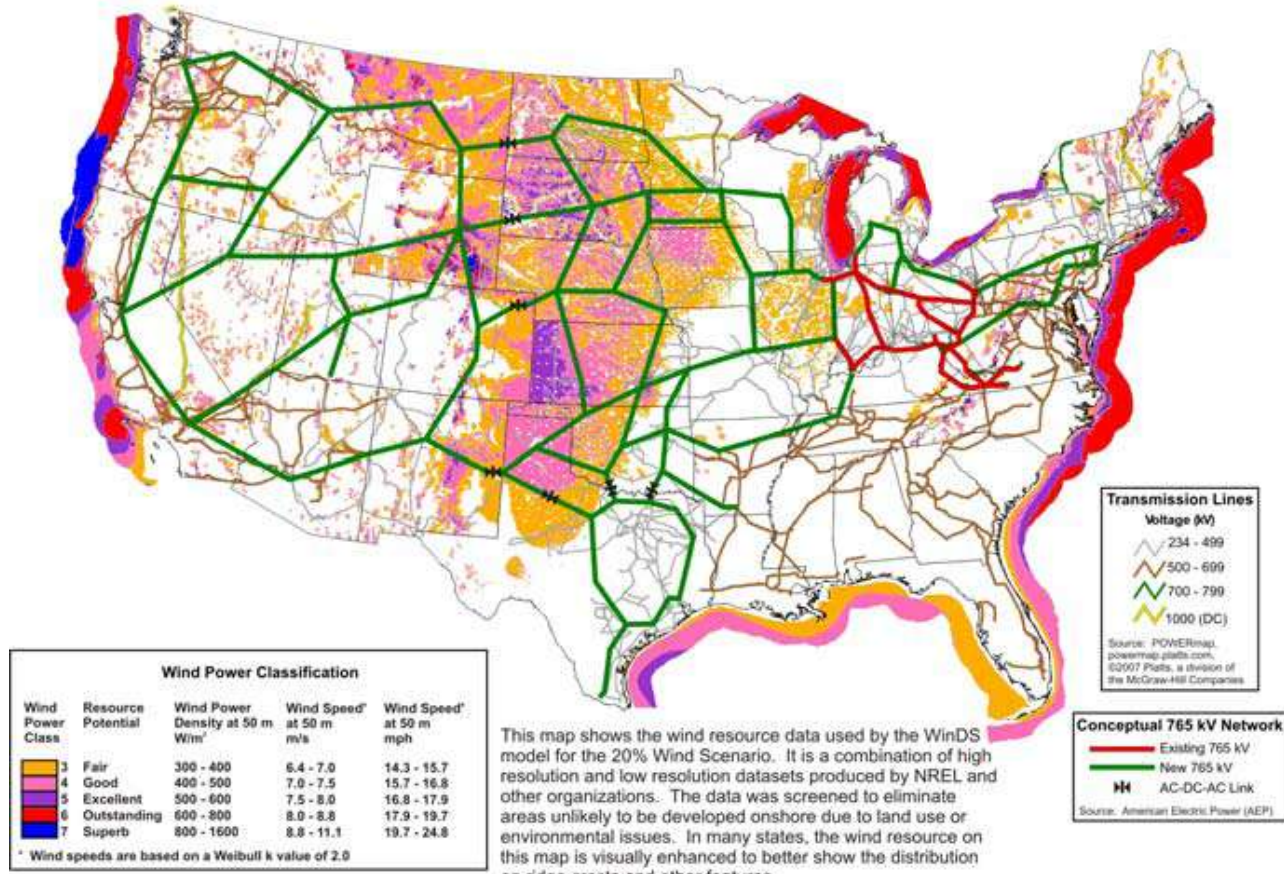 Transmission Lines
Voltage (kV)
234 - 499
500 - 699
700 - 799
1000 (DC)
Source: POWERmap,
powermap.platts.com,
©2007 Platts, a division of
the McGraw-Hill Companies
Conceptual 765 kV Network
Existing 765 kV
New 765 kV
AC-DC-AC Link
Source: American Electric Power (AEP)
Wind Power Classification
Wind Power Class Resource Potential Wind Power Density at 50 m W/m² Wind Speedª at 50 m m/s Wind Speedª at 50 m mph
3 Fair 300 - 400 6.4 - 7.0 14.3 - 15.7
4 Good 400 - 500 7.0 - 7.5 15.7 - 16.8
5 Excellent 500 - 600 7.5 - 8.0 16.8 - 17.9
6 Outstanding 600 - 800 8.0 - 8.8 17.9 - 19.7
7 Superb 800 - 1600 8.8 - 11.1 19.7 - 24.8
ª Wind speeds are based on a Weibull k value of 2.0
This map shows the wind resource data used by the WinDS
model for the 20% Wind Scenario. It is a combination of high
resolution and low resolution datasets produced by NREL and
other organizations. The data was screened to eliminate
areas unlikely to be developed onshore due to land use or
environmental issues. In many states, the wind resource on
this map is visually enhanced to better show the distribution